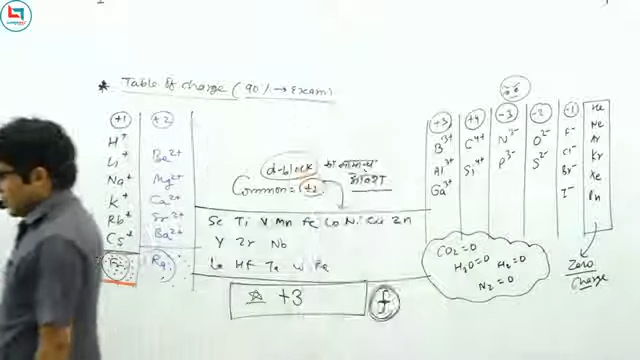 * Table of charge (90% → Exam)
+1 +2
H⁺
Li⁺ Be²⁺
Na⁺ Mg²⁺
K⁺ Ca²⁺
Rb⁺ Sr²⁺
Cs⁺ Ba²⁺
Ra
d-block का सामान्य
Common = +2 आवेश
Sc Ti V Mn Fe Co Ni Cu Zn
Y Zr Nb
La Hf Ta W
☆ +3 f
+3 +4 -3 -2 -1
B³⁺ C⁴⁺ N³⁻ O²⁻ F⁻
Al³⁺ Si⁴⁺ P³⁻ S²⁻ Cl⁻
Ga³⁺ Br⁻
I⁻
He
Ne
Ar
Kr
Xe
Rn
Zero
Charge
CO₂=0
H₂O=0 H₂=0
N₂=0